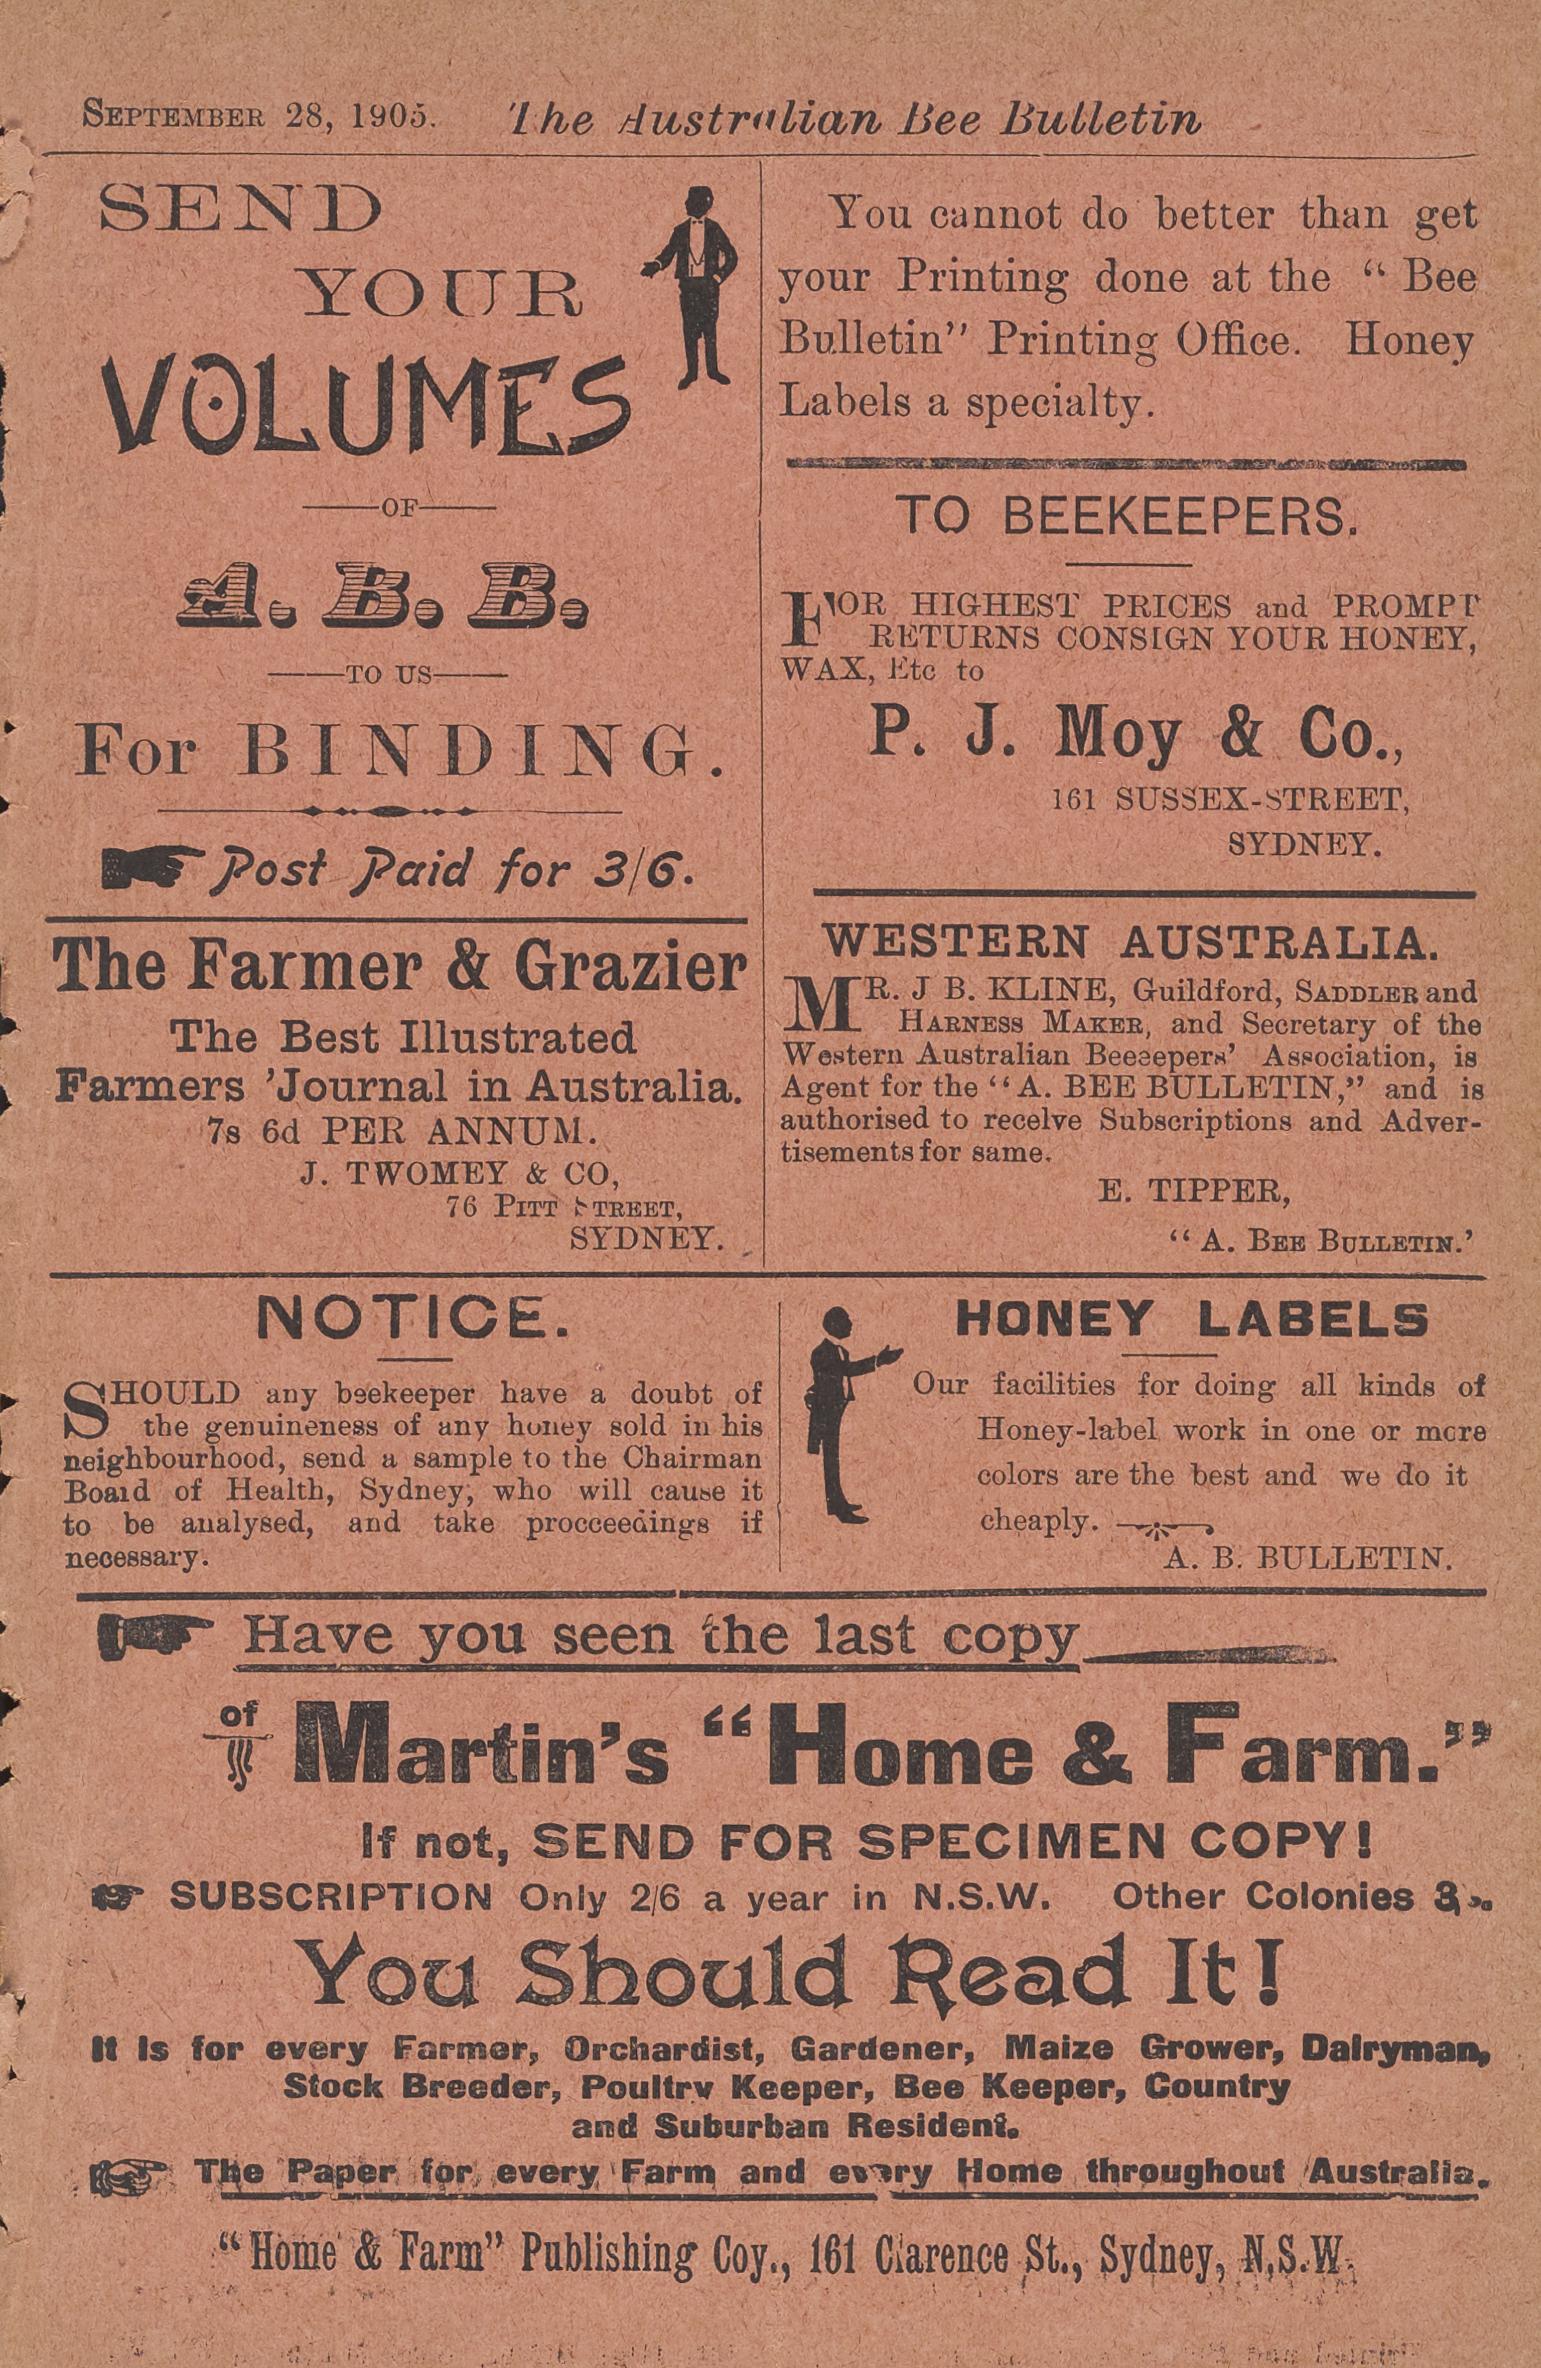 SEPTEMBER 28, 1905. The Australian Bee Bulletin
SEND
YOUR
VOLUMES
OF
A. B. B.
TO US
For BINDING.
Post Paid for 3/6.
The Farmer & Grazier
The Best Illustrated
Farmers 'Journal in Australia.
7s 6d PER ANNUM.
J. TWOMEY & CO,
76 PITT STREET,
SYDNEY.
You cannot do better than get
your Printing done at the “ Bee
Bulletin” Printing Office. Honey
Labels a specialty.
TO BEEKEEPERS.
FOR HIGHEST PRICES and PROMPT
RETURNS CONSIGN YOUR HONEY,
WAX, Etc to
P. J. Moy & Co.,
161 SUSSEX-STREET,
SYDNEY.
WESTERN AUSTRALIA.
MR. J B. KLINE, Guildford, SADDLER and
HARNESS MAKER, and Secretary of the
Western Australian Beeeepers’ Association, is
Agent for the “A. BEE BULLETIN,” and is
authorised to receive Subscriptions and Adver-
tisements for same.
E. TIPPER,
“ A. BEE BULLETIN.’
NOTICE.
SHOULD any beekeeper have a doubt of
the genuineness of any honey sold in his
neighbourhood, send a sample to the Chairman
Board of Health, Sydney, who will cause it
to be analysed, and take procceedings if
necessary.
HONEY LABELS
Our facilities for doing all kinds of
Honey-label work in one or more
colors are the best and we do it
cheaply.
A. B. BULLETIN.
Have you seen the last copy
of Martin’s “Home & Farm.”
If not, SEND FOR SPECIMEN COPY!
SUBSCRIPTION Only 2/6 a year in N.S.W. Other Colonies 3
You Should Read It!
It is for every Farmer, Orchardist, Gardener, Maize Grower, Dairyman,
Stock Breeder, Poultry Keeper, Bee Keeper, Country
and Suburban Resident.
The Paper for every Farm and every Home throughout Australia.
“Home & Farm” Publishing Coy., 161 Clarence St., Sydney, N.S.W.